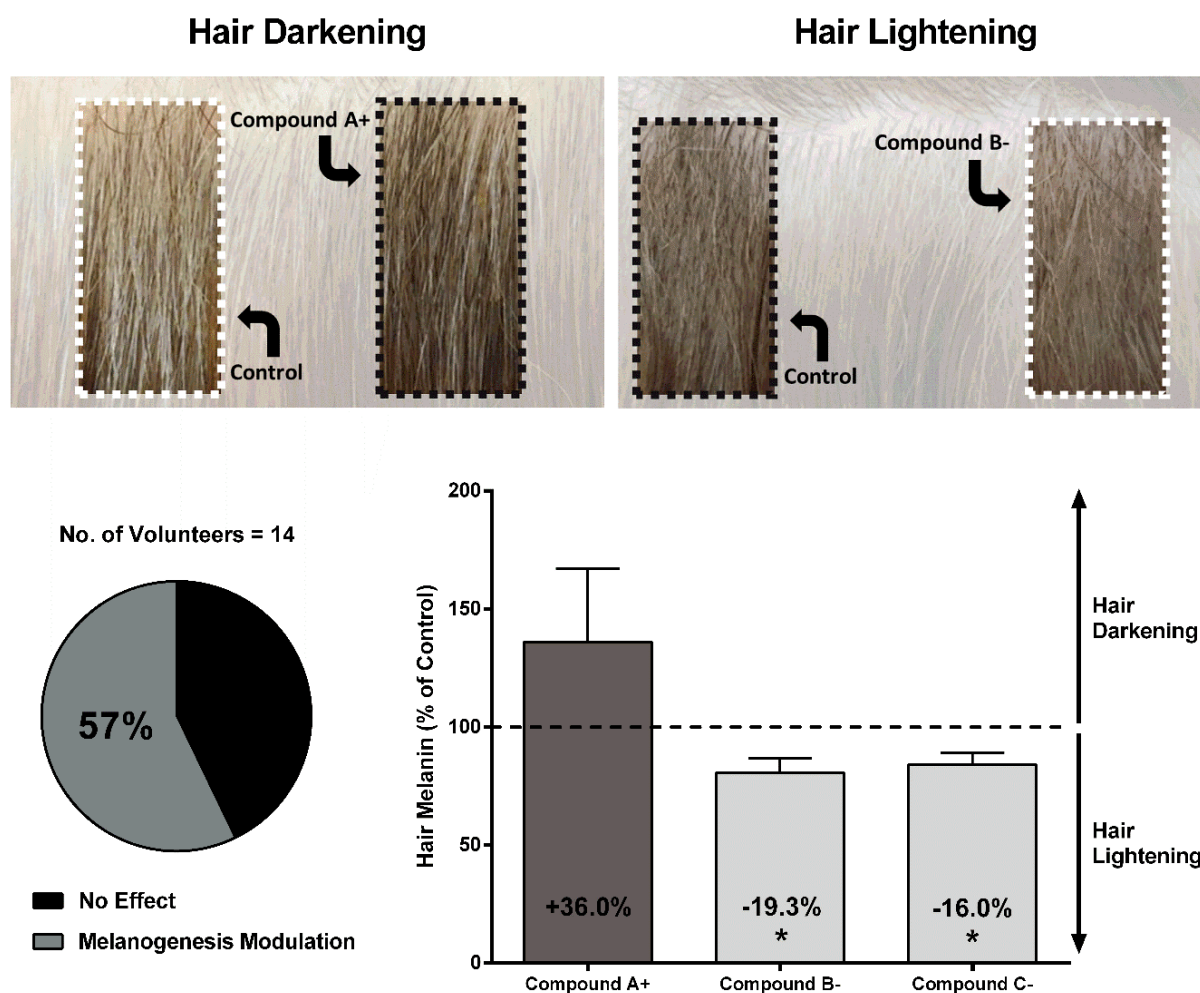 Hair Darkening
Hair Lightening
Compound A+
Control
Compound B-
Control
No. of Volunteers = 14
57%
No Effect
Melanogenesis Modulation
Hair Melanin (% of Control)
200
150
100
50
0
+36.0%
-19.3%
*
-16.0%
*
Compound A+
Compound B-
Compound C-
Hair
Darkening
Hair
Lightening